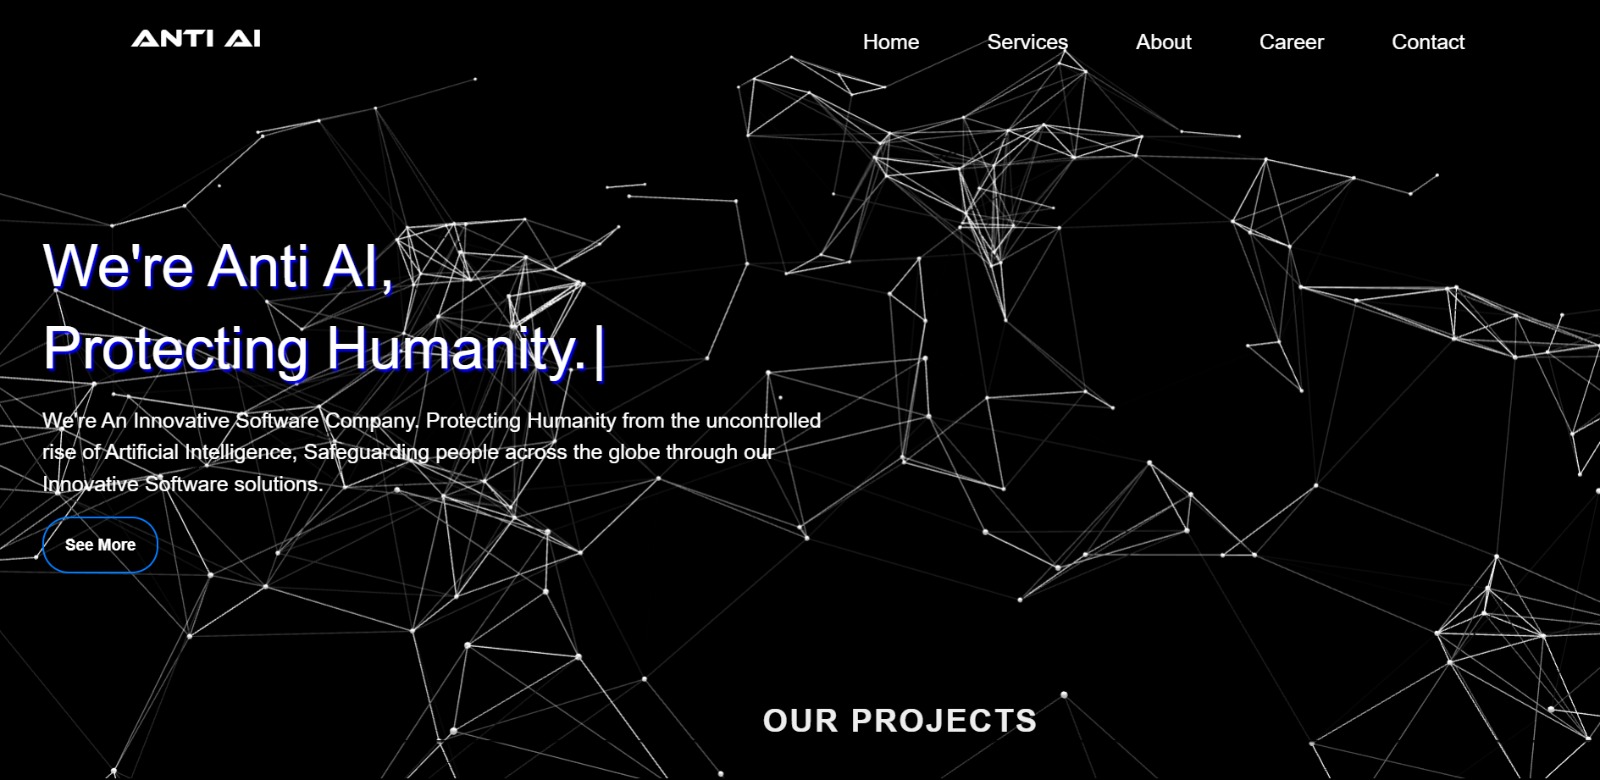 ANTI AI
Home Services About Career Contact
We're Anti AI,
Protecting Humanity.|
We're An Innovative Software Company. Protecting Humanity from the uncontrolled
rise of Artificial Intelligence, Safeguarding people across the globe through our
Innovative Software solutions.
See More
OUR PROJECTS